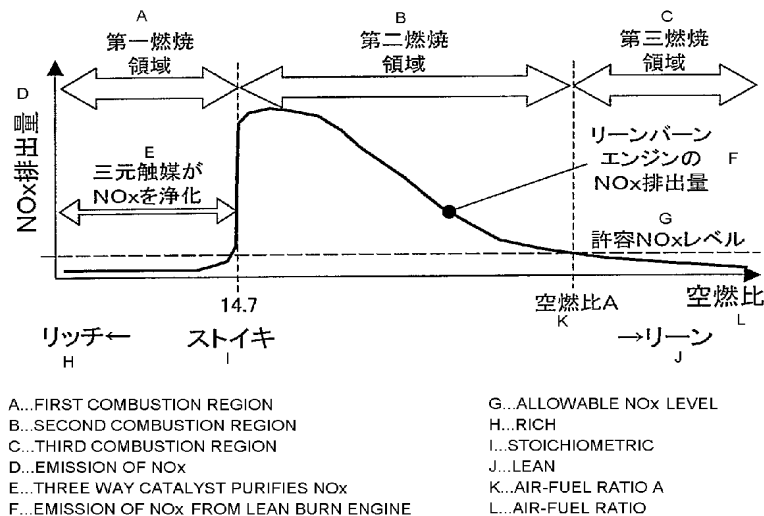 A
第一燃焼
領域
B
第二燃焼
領域
C
第三燃焼
領域
D
NOx排出量
E
三元触媒が
NOxを浄化
リーンバーン
エンジンの
NOx排出量
F
G
許容NOxレベル
14.7
空燃比A
K
空燃比
L
リッチ←
H
ストイキ
I
→リーン
J
A...FIRST COMBUSTION REGION
B...SECOND COMBUSTION REGION
C...THIRD COMBUSTION REGION
D...EMISSION OF NOx
E...THREE WAY CATALYST PURIFIES NOx
F...EMISSION OF NOx FROM LEAN BURN ENGINE
G...ALLOWABLE NOx LEVEL
H...RICH
I...STOICHIOMETRIC
J...LEAN
K...AIR-FUEL RATIO A
L...AIR-FUEL RATIO